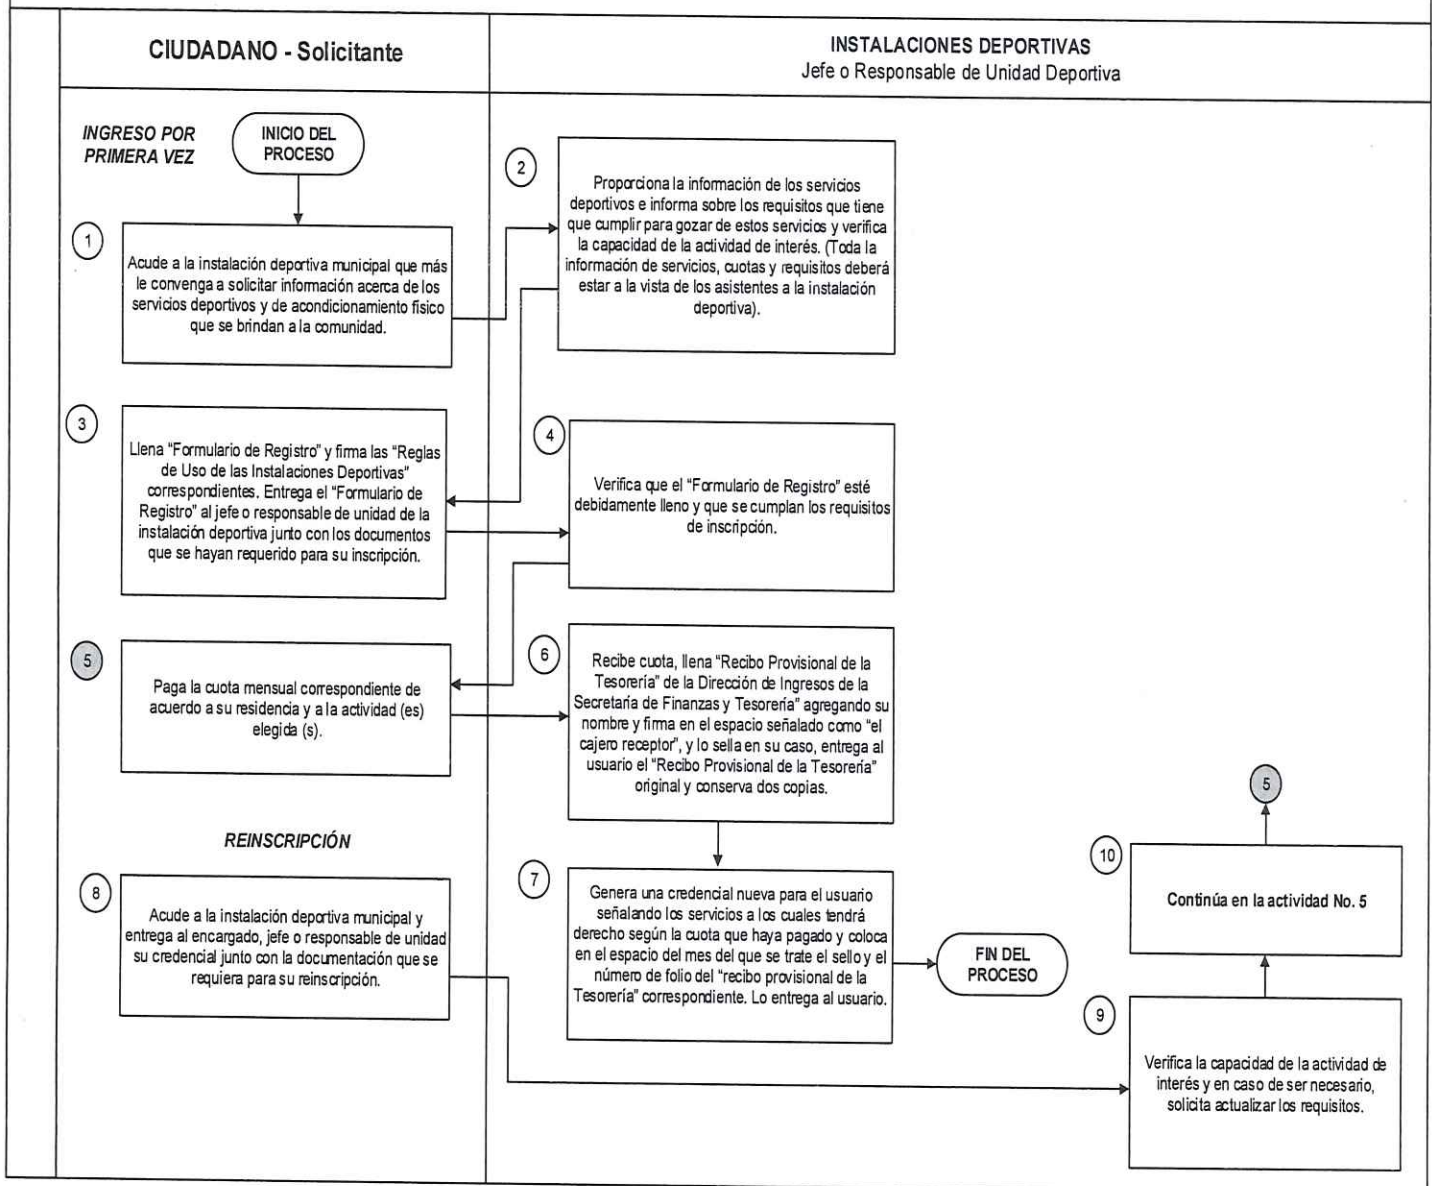 CIUDADANO - Solicitante
INSTALACIONES DEPORTIVAS
Jefe o Responsable de Unidad Deportiva
INGRESO POR
PRIMERA VEZ
INICIO DEL
PROCESO
1
Acude a la instalación deportiva municipal que más
le convenga a solicitar información acerca de los
servicios deportivos y de acondicionamiento físico
que se brindan a la comunidad.
2
Proporciona la información de los servicios
deportivos e informa sobre los requisitos que tiene
que cumplir para gozar de estos servicios y verifica
la capacidad de la actividad de interés. (Toda la
información de servicios, cuotas y requisitos deberá
estar a la vista de los asistentes a la instalación
deportiva).
3
Llena "Formulario de Registro" y firma las "Reglas
de Uso de las Instalaciones Deportivas"
correspondientes. Entrega el "Formulario de
Registro" al jefe o responsable de unidad de la
instalación deportiva junto con los documentos
que se hayan requerido para su inscripción.
4
Verifica que el "Formulario de Registro" esté
debidamente lleno y que se cumplan los requisitos
de inscripción.
5
Paga la cuota mensual correspondiente de
acuerdo a su residencia y a la actividad (es)
elegida (s).
6
Recibe cuota, llena "Recibo Provisional de la
Tesorería" de la Dirección de Ingresos de la
Secretaría de Finanzas y Tesorería" agregando su
nombre y firma en el espacio señalado como "el
cajero receptor", y lo sella en su caso, entrega al
usuario el "Recibo Provisional de la Tesorería"
original y conserva dos copias.
REINSCRIPCIÓN
8
Acude a la instalación deportiva municipal y
entrega al encargado, jefe o responsable de unidad
su credencial junto con la documentación que se
requiera para su reinscripción.
7
Genera una credencial nueva para el usuario
señalando los servicios a los cuales tendrá
derecho según la cuota que haya pagado y coloca
en el espacio del mes del que se trate el sello y el
número de folio del "recibo provisional de la
Tesorería" correspondiente. Lo entrega al usuario.
FIN DEL
PROCESO
5
10
Continúa en la actividad No. 5
9
Verifica la capacidad de la actividad de
interés y en caso de ser necesario,
solicita actualizar los requisitos.